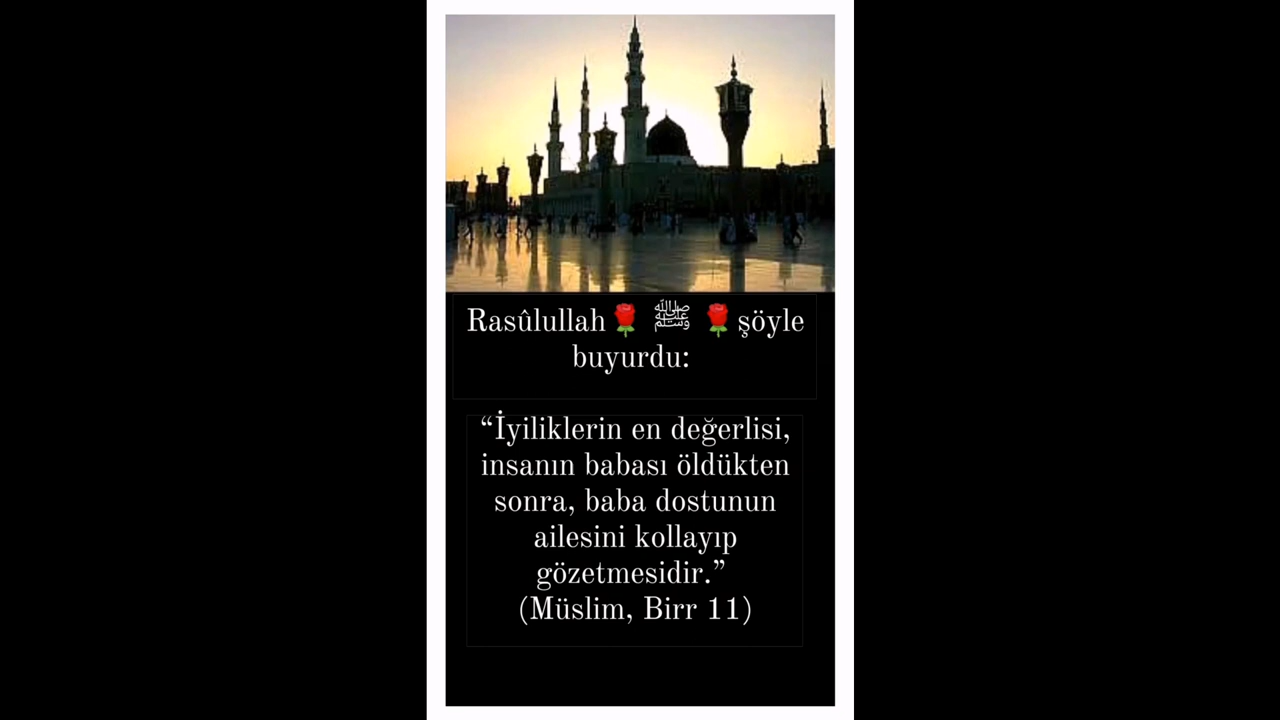 Rasûlullah🌹 ﷺ 🌹şöyle
buyurdu:
“İyiliklerin en değerlisi,
insanın babası öldükten
sonra, baba dostunun
ailesini kollayıp
gözetmesidir.”
(Müslim, Birr 11)